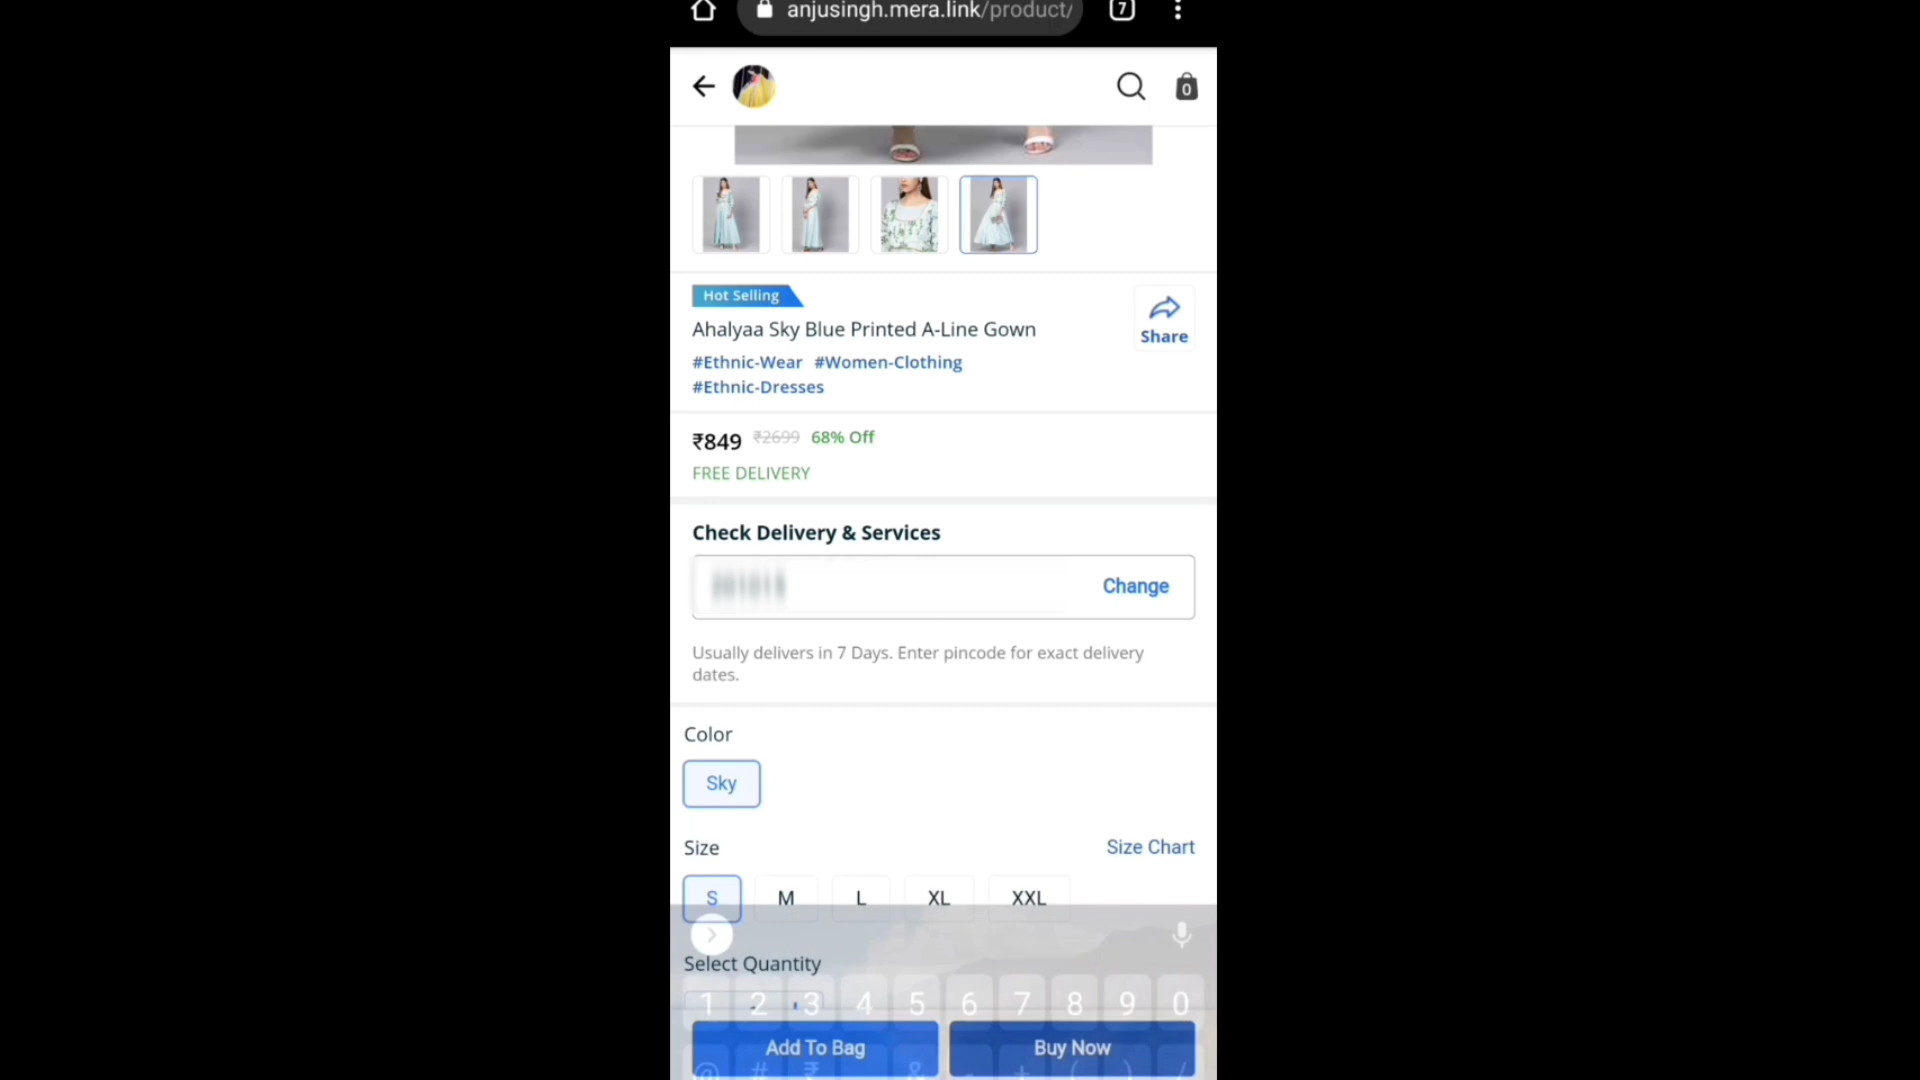 anjusingh.mera.link/product/
7
0
Hot Selling
Ahalyaa Sky Blue Printed A-Line Gown
Share
#Ethnic-Wear #Women-Clothing
#Ethnic-Dresses
₹849 ₹2699 68% Off
FREE DELIVERY
Check Delivery & Services
Change
Usually delivers in 7 Days. Enter pincode for exact delivery
dates.
Color
Sky
Size
Size Chart
S M L XL XXL
Select Quantity
1 2 3 4 5 6 7 8 9 0
Add To Bag
Buy Now
@ # ₹ & - + ( ) /